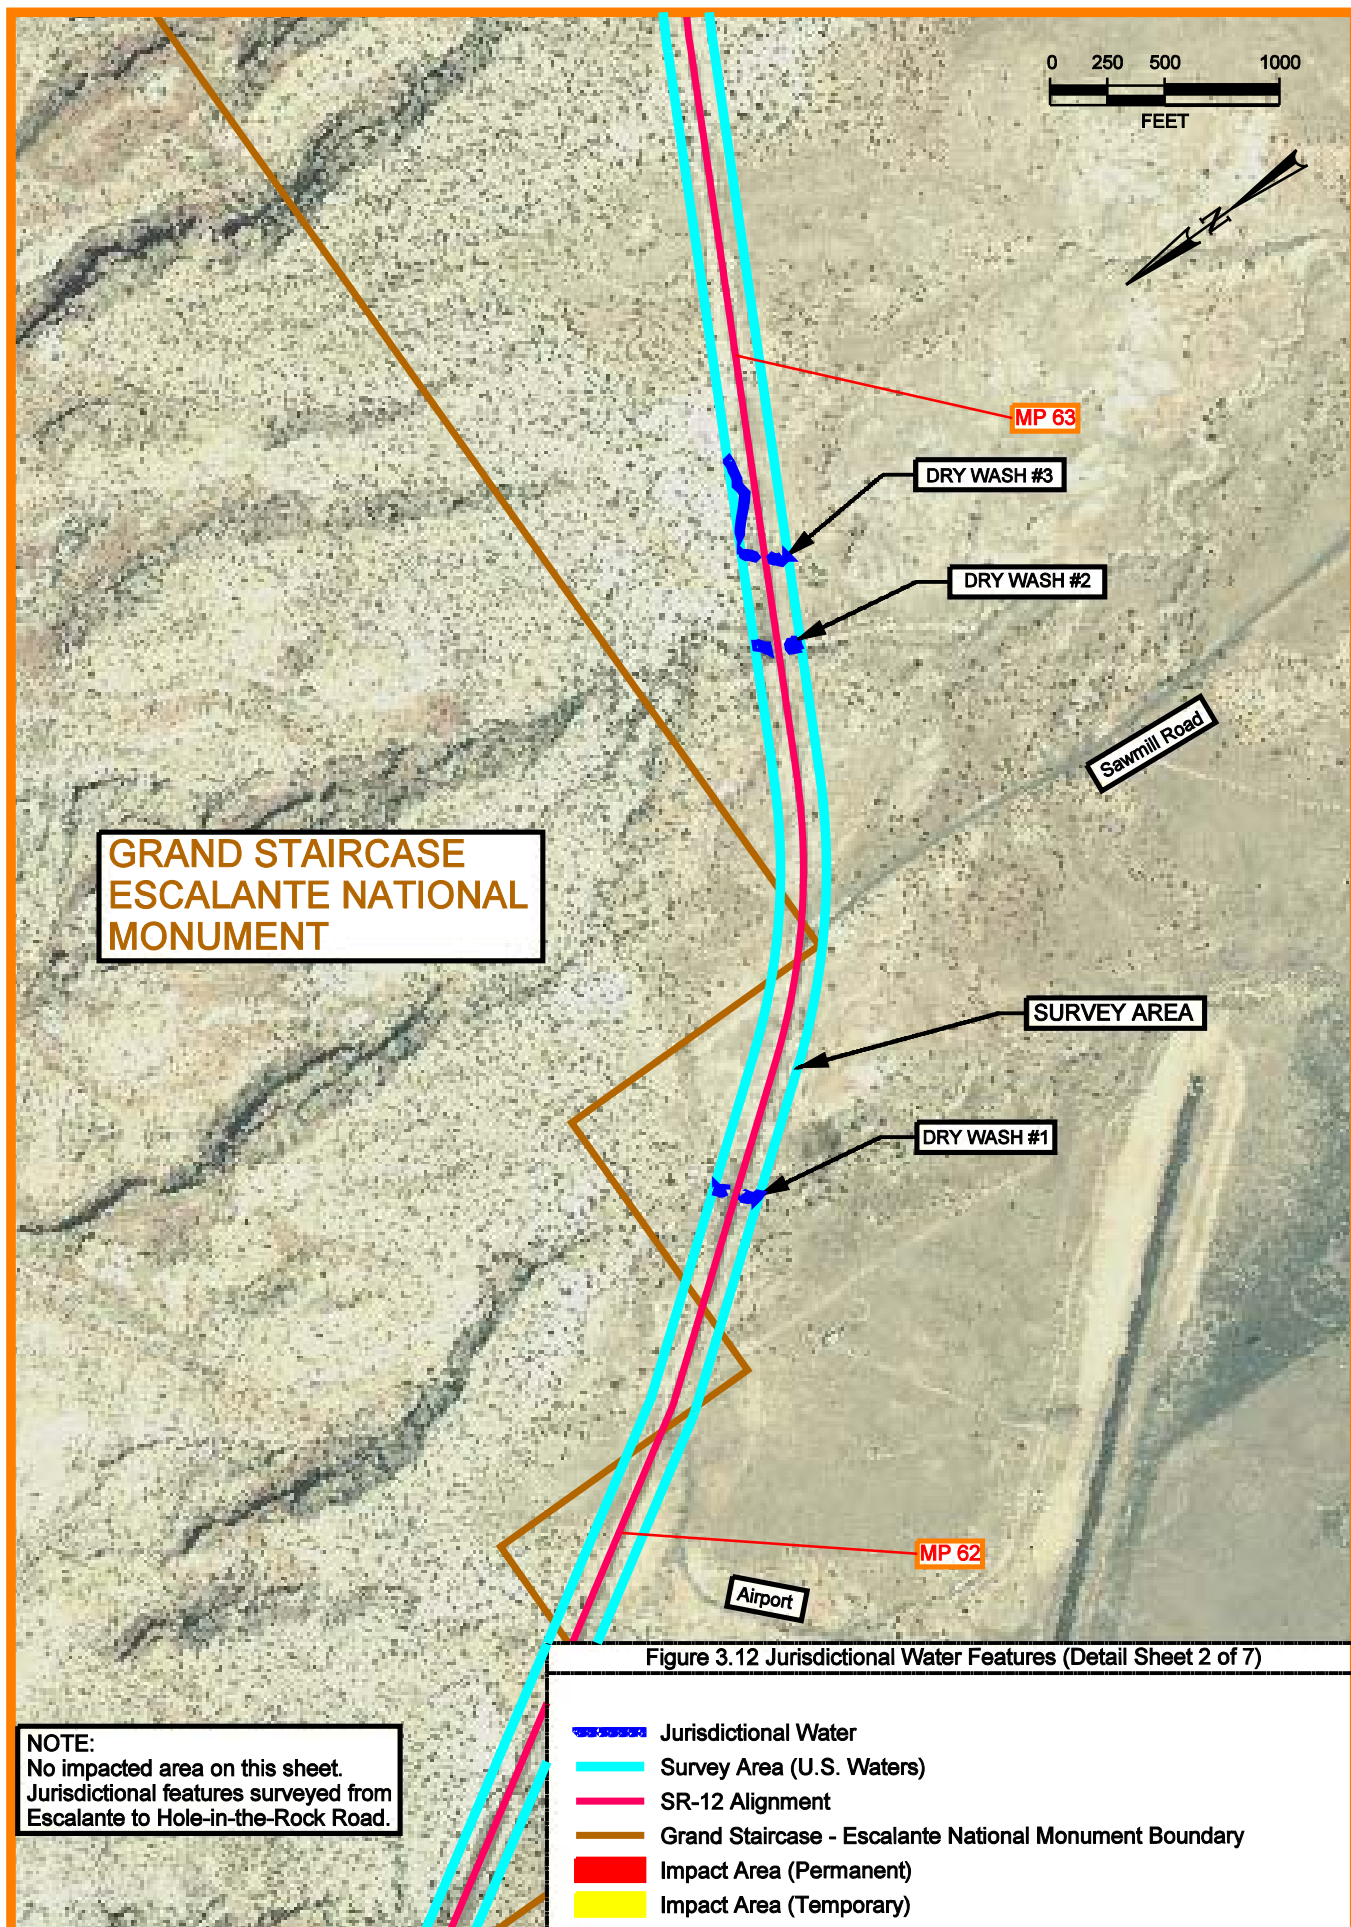 0 250 500 1000
FEET
N
MP 63
DRY WASH #3
DRY WASH #2
Sawmill Road
GRAND STAIRCASE
ESCALANTE NATIONAL
MONUMENT
SURVEY AREA
DRY WASH #1
MP 62
Airport
Figure 3.12 Jurisdictional Water Features (Detail Sheet 2 of 7)
NOTE:
No impacted area on this sheet.
Jurisdictional features surveyed from
Escalante to Hole-in-the-Rock Road.
Jurisdictional Water
Survey Area (U.S. Waters)
SR-12 Alignment
Grand Staircase - Escalante National Monument Boundary
Impact Area (Permanent)
Impact Area (Temporary)